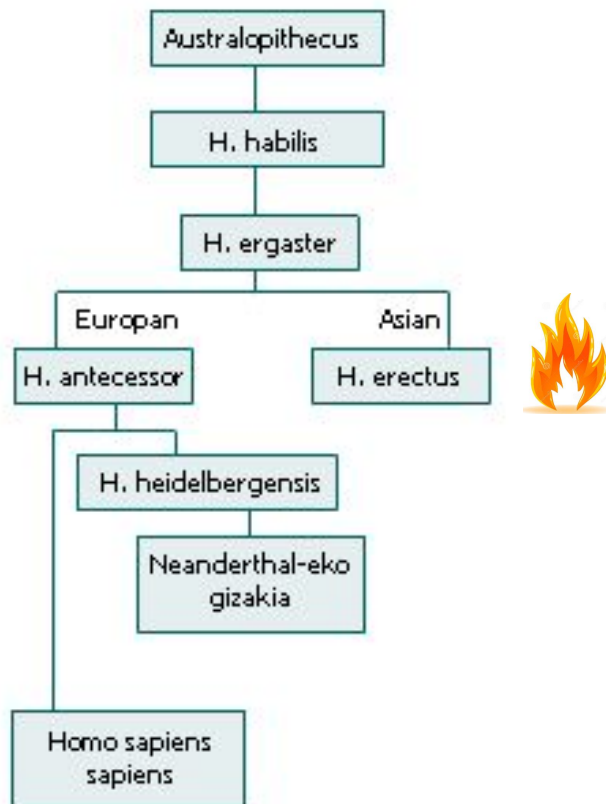 Australopithecus
H. habilis
H. ergaster
Europan
Asian
H. antecessor
H. erectus
H. heidelbergensis
Neanderthal-eko
gizakia
Homo sapiens
sapiens